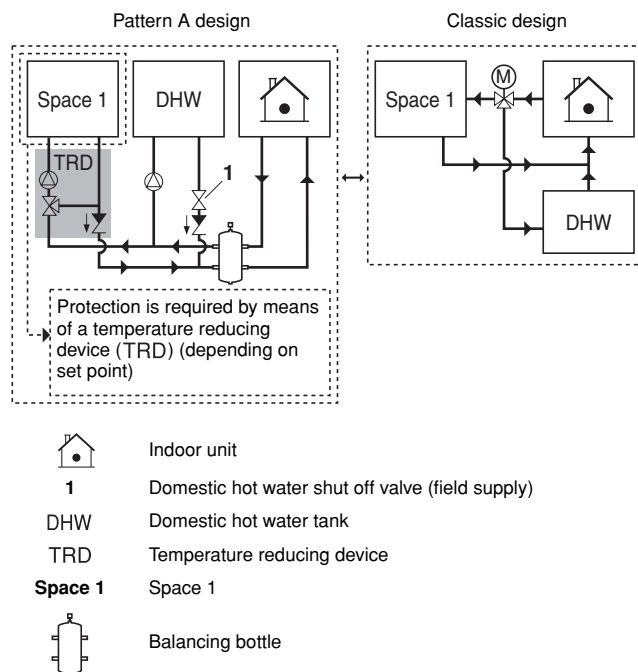 Pattern A design
Classic design
Space 1
DHW
TRD
1
M
Space 1
DHW
Protection is required by means
of a temperature reducing
device (TRD) (depending on
set point)
Indoor unit
1 Domestic hot water shut off valve (field supply)
DHW Domestic hot water tank
TRD Temperature reducing device
Space 1 Space 1
Balancing bottle